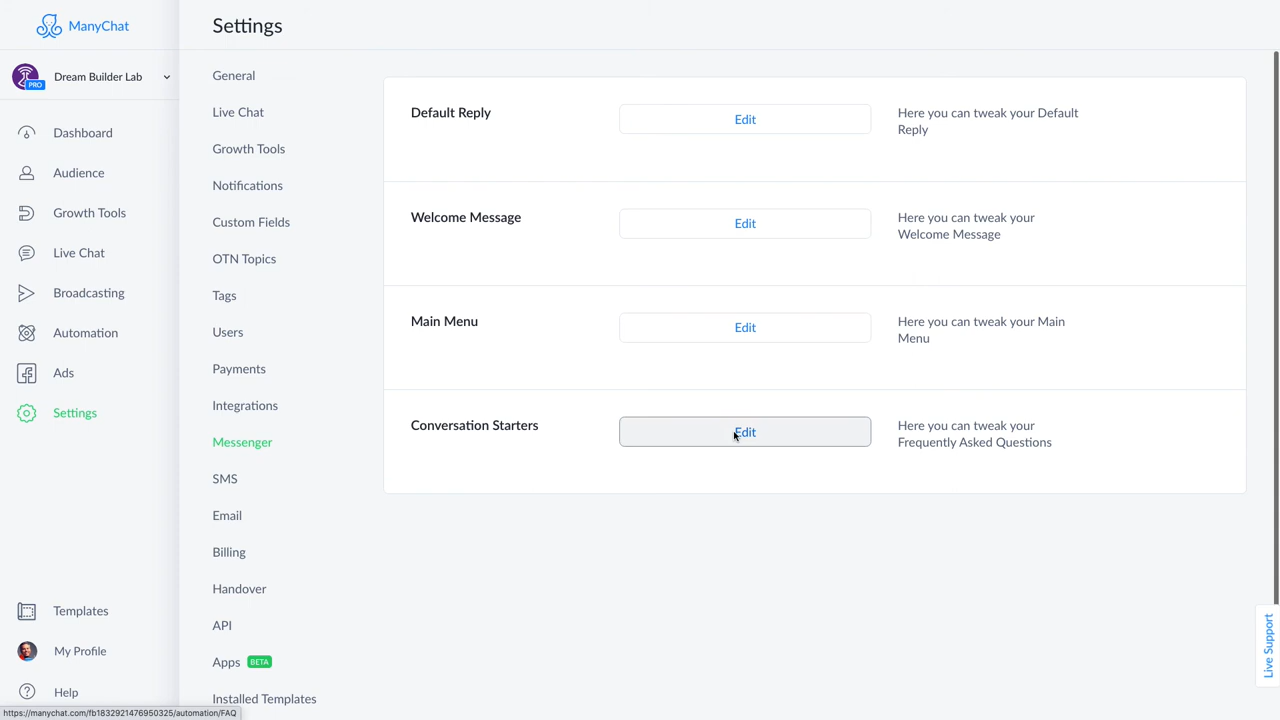 ManyChat
Dream Builder Lab
PRO
Dashboard
Audience
Growth Tools
Live Chat
Broadcasting
Automation
Ads
Settings
Templates
My Profile
Help
https://manychat.com/fb1832921476950325/automation/FAQ
Settings
General
Live Chat
Growth Tools
Notifications
Custom Fields
OTN Topics
Tags
Users
Payments
Integrations
Messenger
SMS
Email
Billing
Handover
API
Apps BETA
Installed Templates
Default Reply
Edit
Here you can tweak your Default
Reply
Welcome Message
Edit
Here you can tweak your
Welcome Message
Main Menu
Edit
Here you can tweak your Main
Menu
Conversation Starters
Edit
Here you can tweak your
Frequently Asked Questions
Live Support